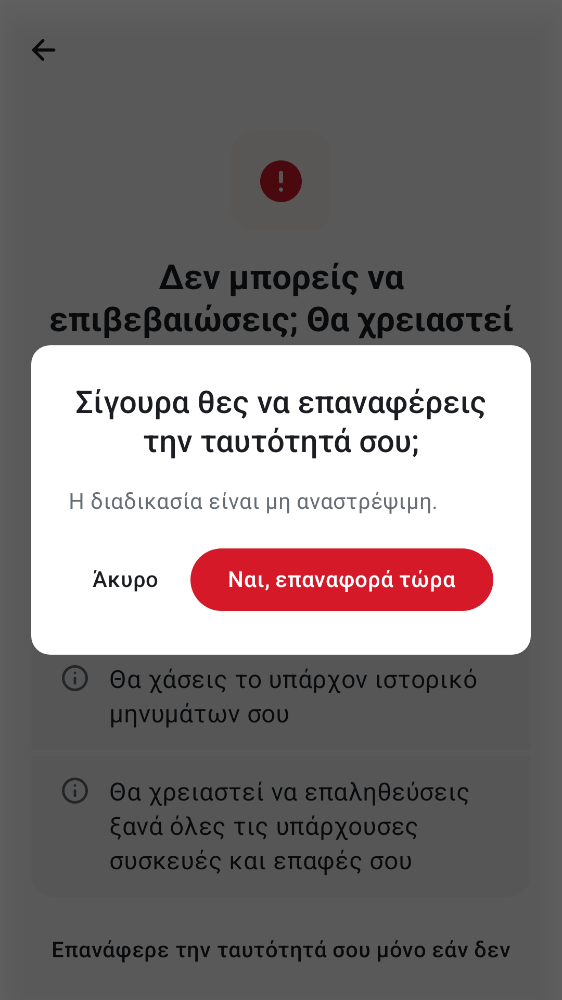 Δεν μπορείς να
επιβεβαιώσεις; Θα χρειαστεί
Σίγουρα θες να επαναφέρεις
την ταυτότητά σου;
Η διαδικασία είναι μη αναστρέψιμη.
Άκυρο
Ναι, επαναφορά τώρα
Θα χάσεις το υπάρχον ιστορικό
μηνυμάτων σου
Θα χρειαστεί να επαληθεύσεις
ξανά όλες τις υπάρχουσες
συσκευές και επαφές σου
Επανάφερε την ταυτότητά σου μόνο εάν δεν